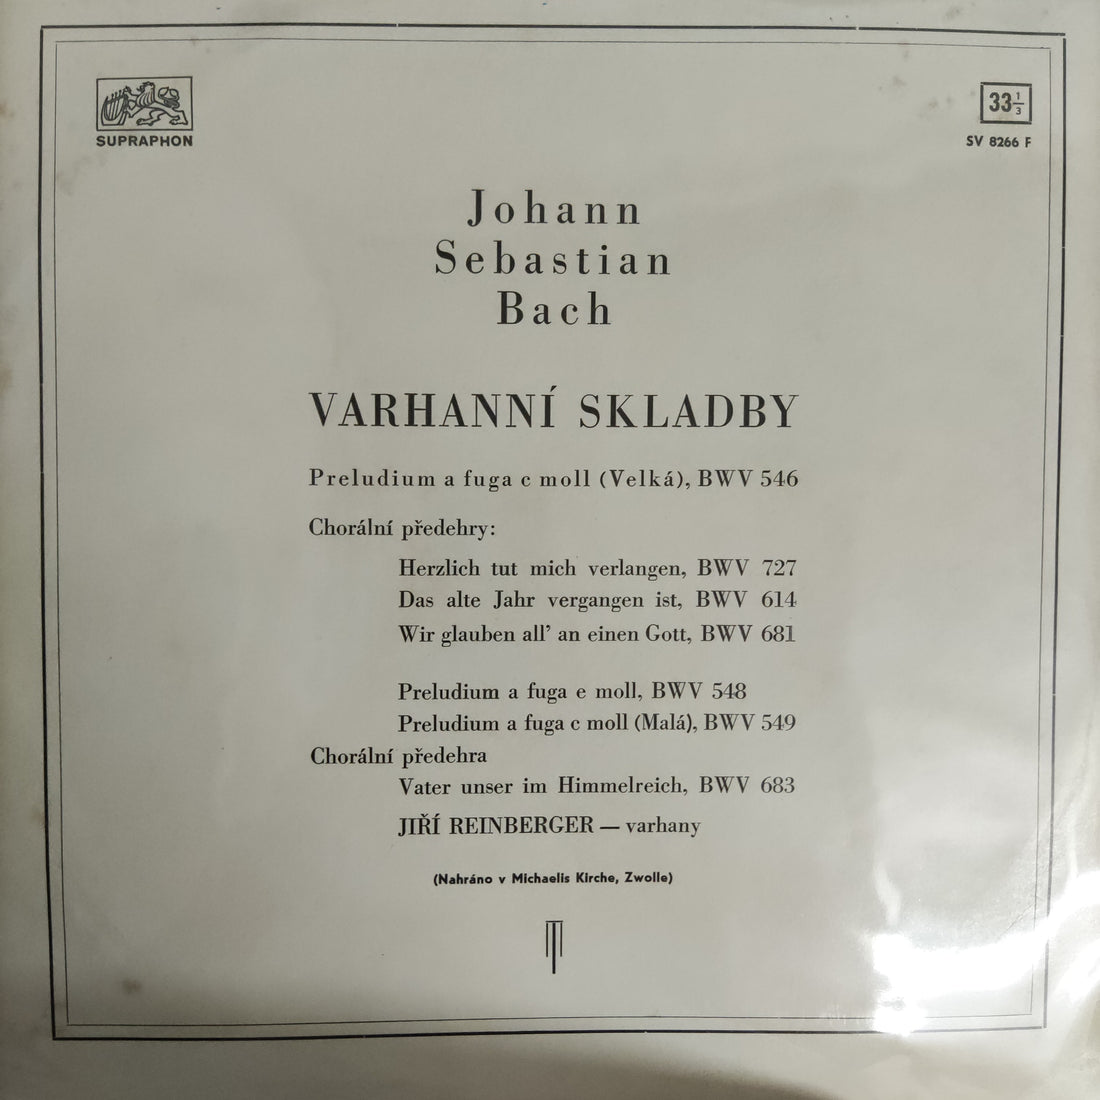 SUPRAPHON
33 1/3
SV 8266 F
Johann
Sebastian
Bach
VARHANNÍ SKLADBY
Preludium a fuga c moll (Velká), BWV 546
Chorální předehry:
Herzlich tut mich verlangen, BWV 727
Das alte Jahr vergangen ist, BWV 614
Wir glauben all’ an einen Gott, BWV 681
Preludium a fuga e moll, BWV 548
Preludium a fuga c moll (Malá), BWV 549
Chorální předehra
Vater unser im Himmelreich, BWV 683
JIŘÍ REINBERGER — varhany
(Nahráno v Michaelis Kirche, Zwolle)